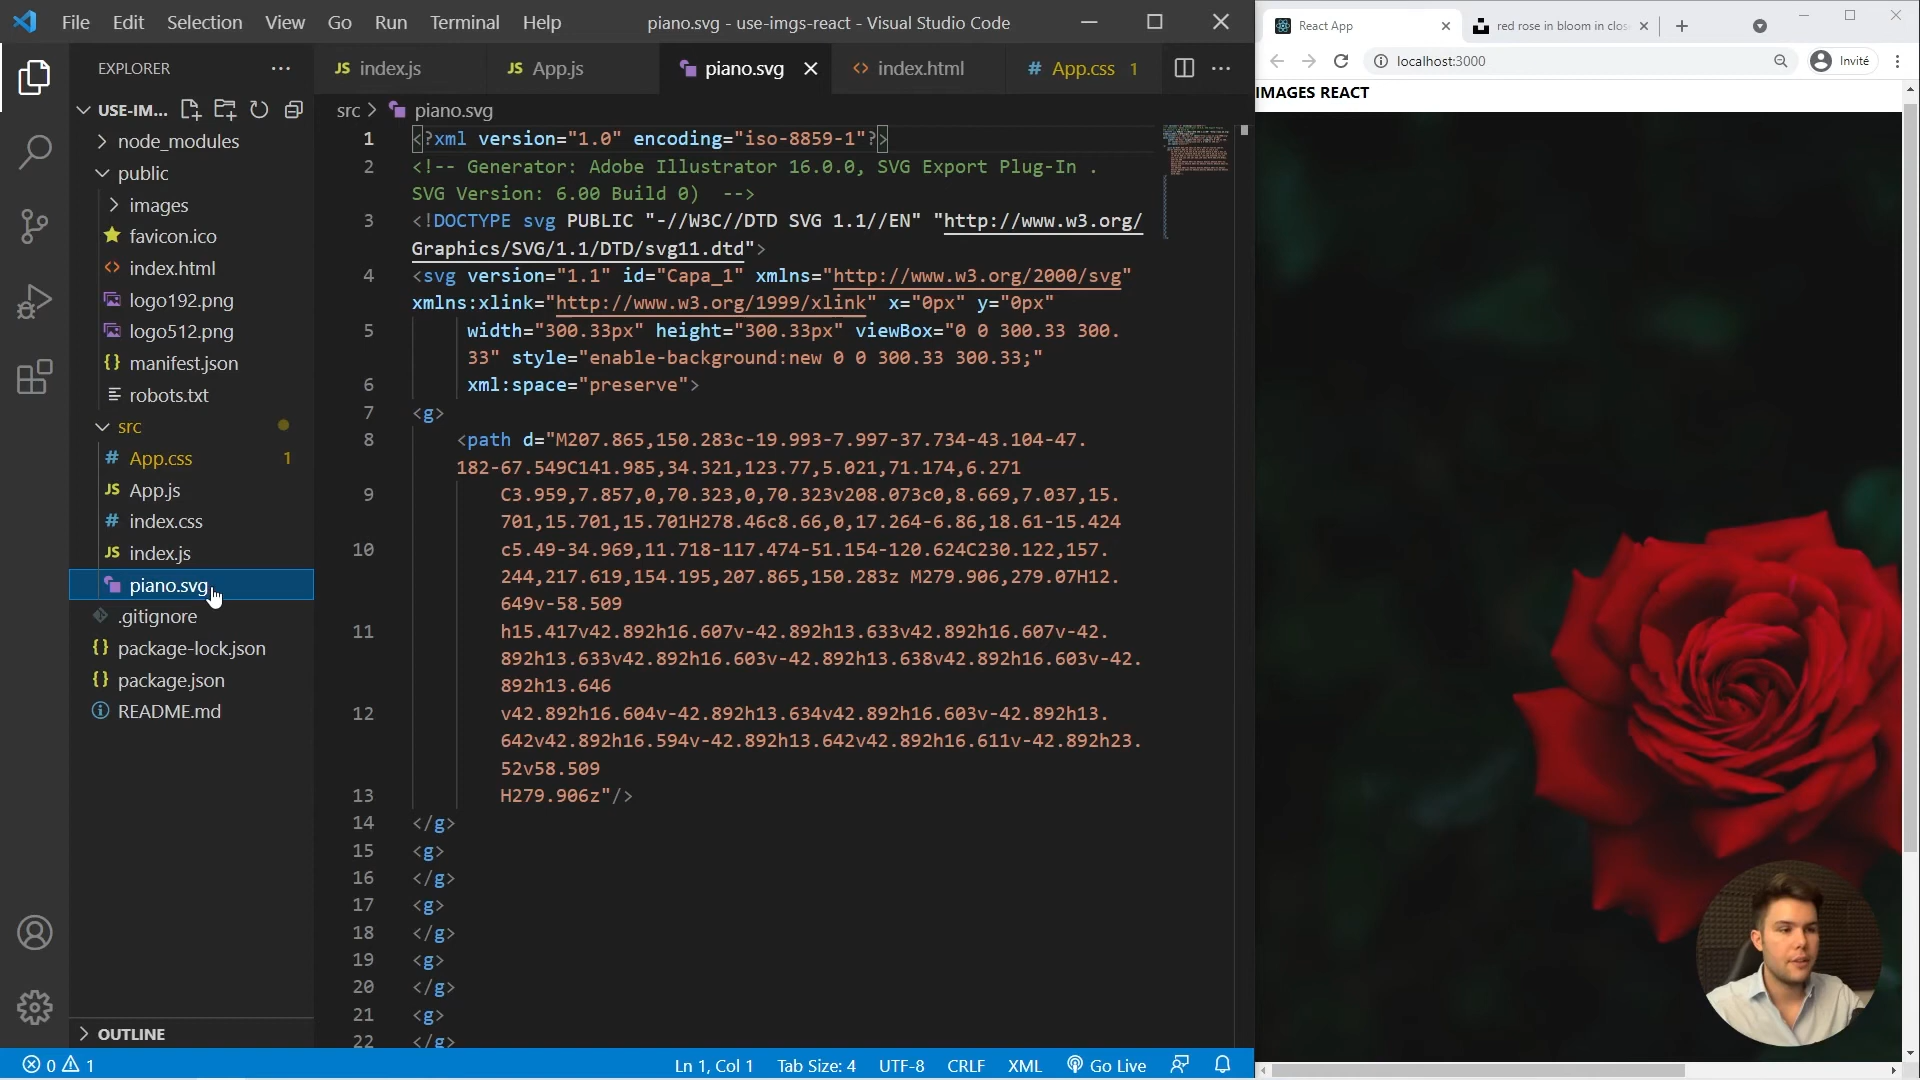 File Edit Selection View Go Run Terminal Help
piano.svg - use-imgs-react - Visual Studio Code
EXPLORER
USE-IM...
node_modules
public
images
favicon.ico
index.html
logo192.png
logo512.png
manifest.json
robots.txt
src
App.css 1
App.js
index.css
index.js
piano.svg
.gitignore
package-lock.json
package.json
README.md
OUTLINE
JS index.js JS App.js piano.svg index.html # App.css 1
src > piano.svg
1 <?xml version="1.0" encoding="iso-8859-1"?>
2 <!-- Generator: Adobe Illustrator 16.0.0, SVG Export Plug-In .
SVG Version: 6.00 Build 0)  -->
3 <!DOCTYPE svg PUBLIC "-//W3C//DTD SVG 1.1//EN" "http://www.w3.org/
Graphics/SVG/1.1/DTD/svg11.dtd">
4 <svg version="1.1" id="Capa_1" xmlns="http://www.w3.org/2000/svg"
xmlns:xlink="http://www.w3.org/1999/xlink" x="0px" y="0px"
5 width="300.33px" height="300.33px" viewBox="0 0 300.33 300.
33" style="enable-background:new 0 0 300.33 300.33;"
6 xml:space="preserve">
7 <g>
8 <path d="M207.865,150.283c-19.993-7.997-37.734-43.104-47.
182-67.549C141.985,34.321,123.77,5.021,71.174,6.271
9 C3.959,7.857,0,70.323,0,70.323v208.073c0,8.669,7.037,15.
701,15.701,15.701H278.46c8.66,0,17.264-6.86,18.61-15.424
10 c5.49-34.969,11.718-117.474-51.154-120.624C230.122,157.
244,217.619,154.195,207.865,150.283z M279.906,279.07H12.
649v-58.509
11 h15.417v42.892h16.607v-42.892h13.633v42.892h16.607v-42.
892h13.633v42.892h16.603v-42.892h13.638v42.892h16.603v-42.
892h13.646
12 v42.892h16.604v-42.892h13.634v42.892h16.603v-42.892h13.
642v42.892h16.594v-42.892h13.642v42.892h16.611v-42.892h23.
52v58.509
13 H279.906z"/>
14 </g>
15 <g>
16 </g>
17 <g>
18 </g>
19 <g>
20 </g>
21 <g>
22 </g>
0 1 Ln 1, Col 1 Tab Size: 4 UTF-8 CRLF XML Go Live
React App red rose in bloom in clos
localhost:3000 Invité
IMAGES REACT